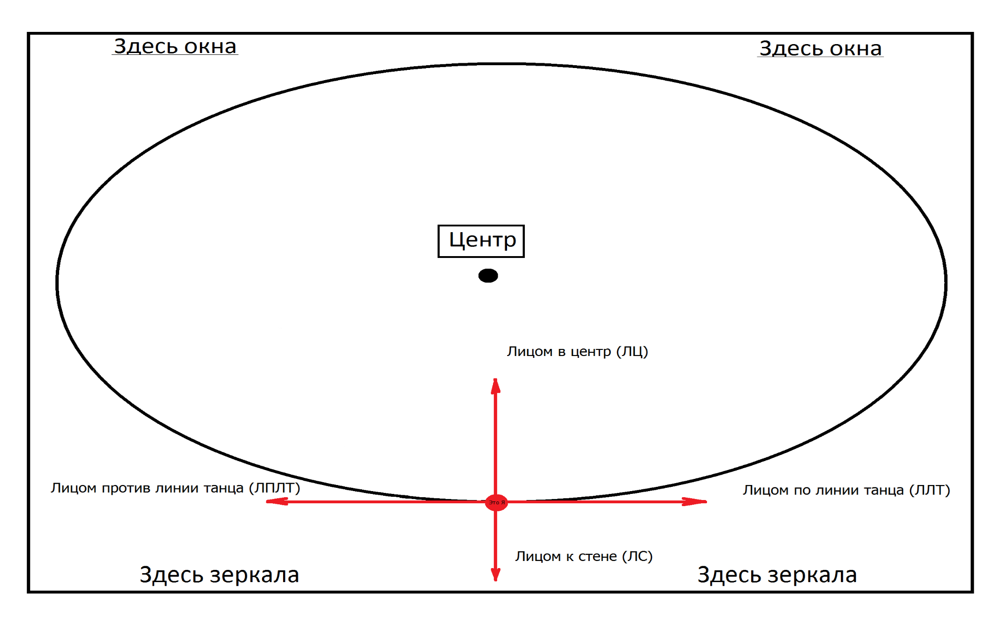 Здесь окна
Здесь окна
Центр
Лицом в центр (ЛЦ)
Лицом против линии танца (ЛПЛТ)
Лицом по линии танца (ЛЛТ)
Это Я
Лицом к стене (ЛС)
Здесь зеркала
Здесь зеркала